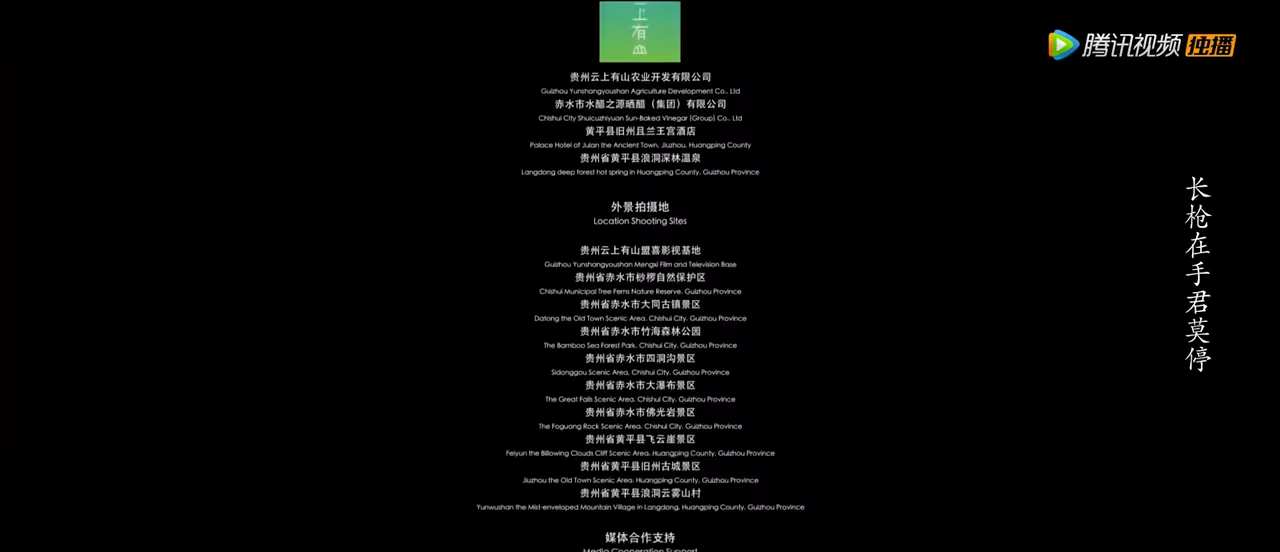 上有山
腾讯视频 独播
贵州云上有山农业开发有限公司
Guizhou Yunshangyoushan Agriculture Development Co., Ltd
赤水市水醋之源晒醋（集团）有限公司
Chishui City Shuicuzhiyuan Sun-Baked Vinegar (Group) Co., Ltd
黄平县旧州且兰王宫酒店
Palace Hotel of Julan the Ancient Town, Jiuzhou, Huangping County
贵州省黄平县浪洞深林温泉
Langdong deep forest hot spring in Huangping County, Guizhou Province
外景拍摄地
Location Shooting Sites
贵州云上有山盟喜影视基地
Guizhou Yunshangyoushan Mengxi Film and Television Base
贵州省赤水市桫椤自然保护区
Chishui Municipal Tree Ferns Nature Reserve, Guizhou Province
贵州省赤水市大同古镇景区
Datong the Old Town Scenic Area, Chishui City, Guizhou Province
贵州省赤水市竹海森林公园
The Bamboo Sea Forest Park, Chishui City, Guizhou Province
贵州省赤水市四洞沟景区
Sidonggou Scenic Area, Chishui City, Guizhou Province
贵州省赤水市大瀑布景区
The Great Falls Scenic Area, Chishui City, Guizhou Province
贵州省赤水市佛光岩景区
The Foguang Rock Scenic Area, Chishui City, Guizhou Province
贵州省黄平县飞云崖景区
Feiyun the Billowing Clouds Cliff Scenic Area, Huangping County, Guizhou Province
贵州省黄平县旧州古城景区
Jiuzhou the Old Town Scenic Area, Huangping County, Guizhou Province
贵州省黄平县浪洞云雾山村
Yunwushan the Mist-enveloped Mountain Village in Langdong, Huangping County, Guizhou Province
媒体合作支持
Media Cooperation Support
长枪在手君莫停